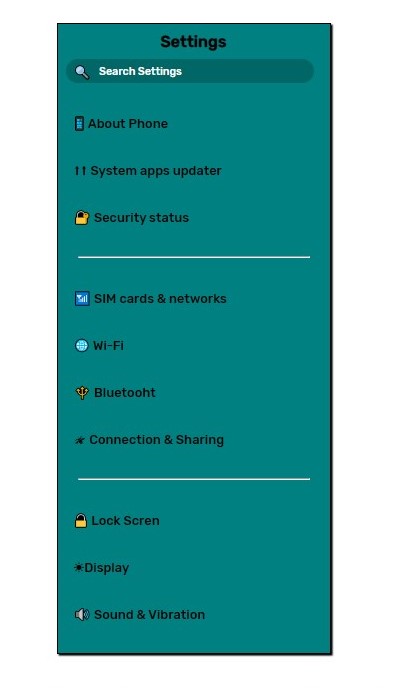 Settings
Search Settings
About Phone
System apps updater
Security status
SIM cards & networks
Wi-Fi
Bluetooht
Connection & Sharing
Lock Scren
Display
Sound & Vibration